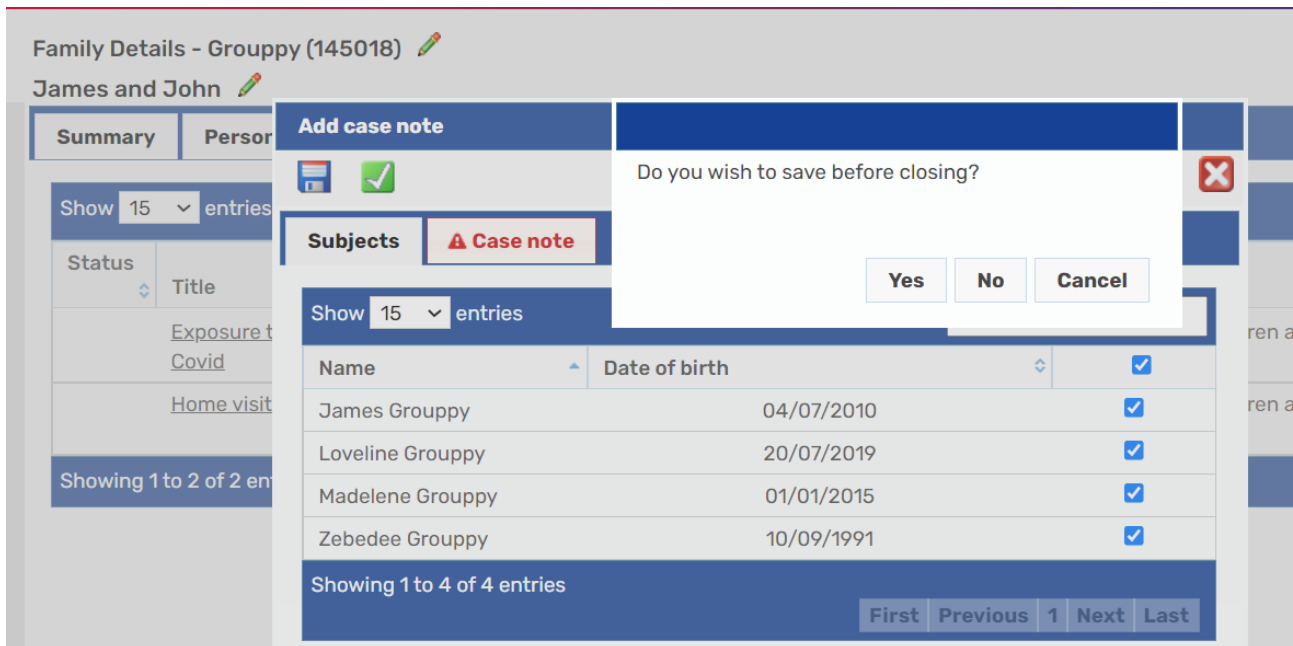 Family Details - Grouppy (145018)
James and John
Summary
Add case note
Do you wish to save before closing?
Yes No Cancel
Show 15 entries
Status
Title
Exposure
Covid
Home visit
Showing 1 to 2 of 2
Subjects Case note
Show 15 entries
Name Date of birth
James Grouppy 04/07/2010
Loveline Grouppy 20/07/2019
Madelene Grouppy 01/01/2015
Zebedee Grouppy 10/09/1991
Showing 1 to 4 of 4 entries
First Previous 1 Next Last